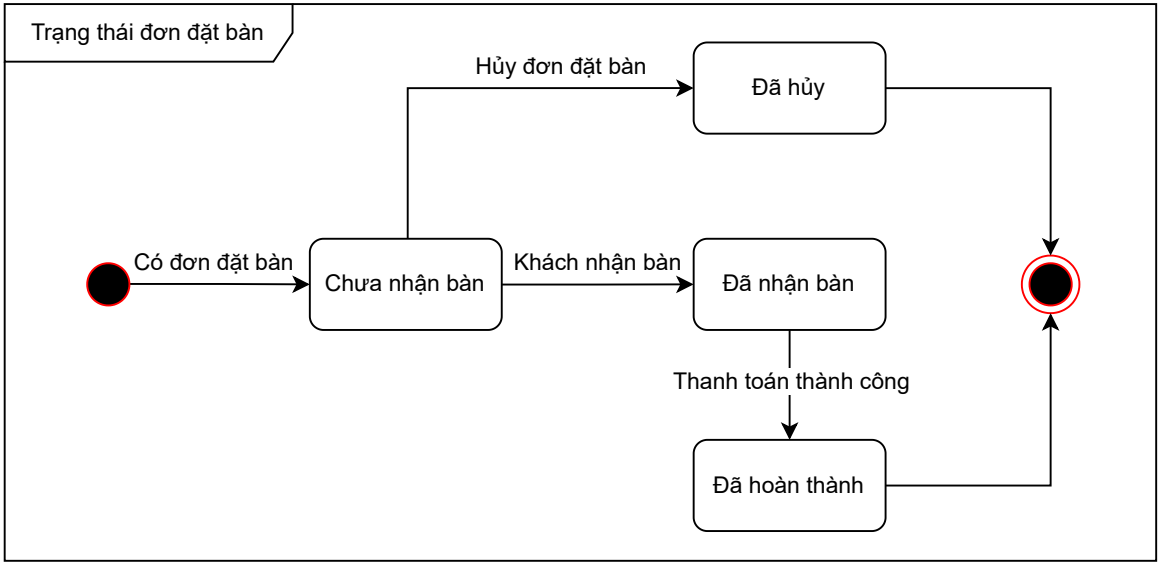 Trạng thái đơn đặt bàn
Hủy đơn đặt bàn
Đã hủy
Có đơn đặt bàn
Chưa nhận bàn
Khách nhận bàn
Đã nhận bàn
Thanh toán thành công
Đã hoàn thành